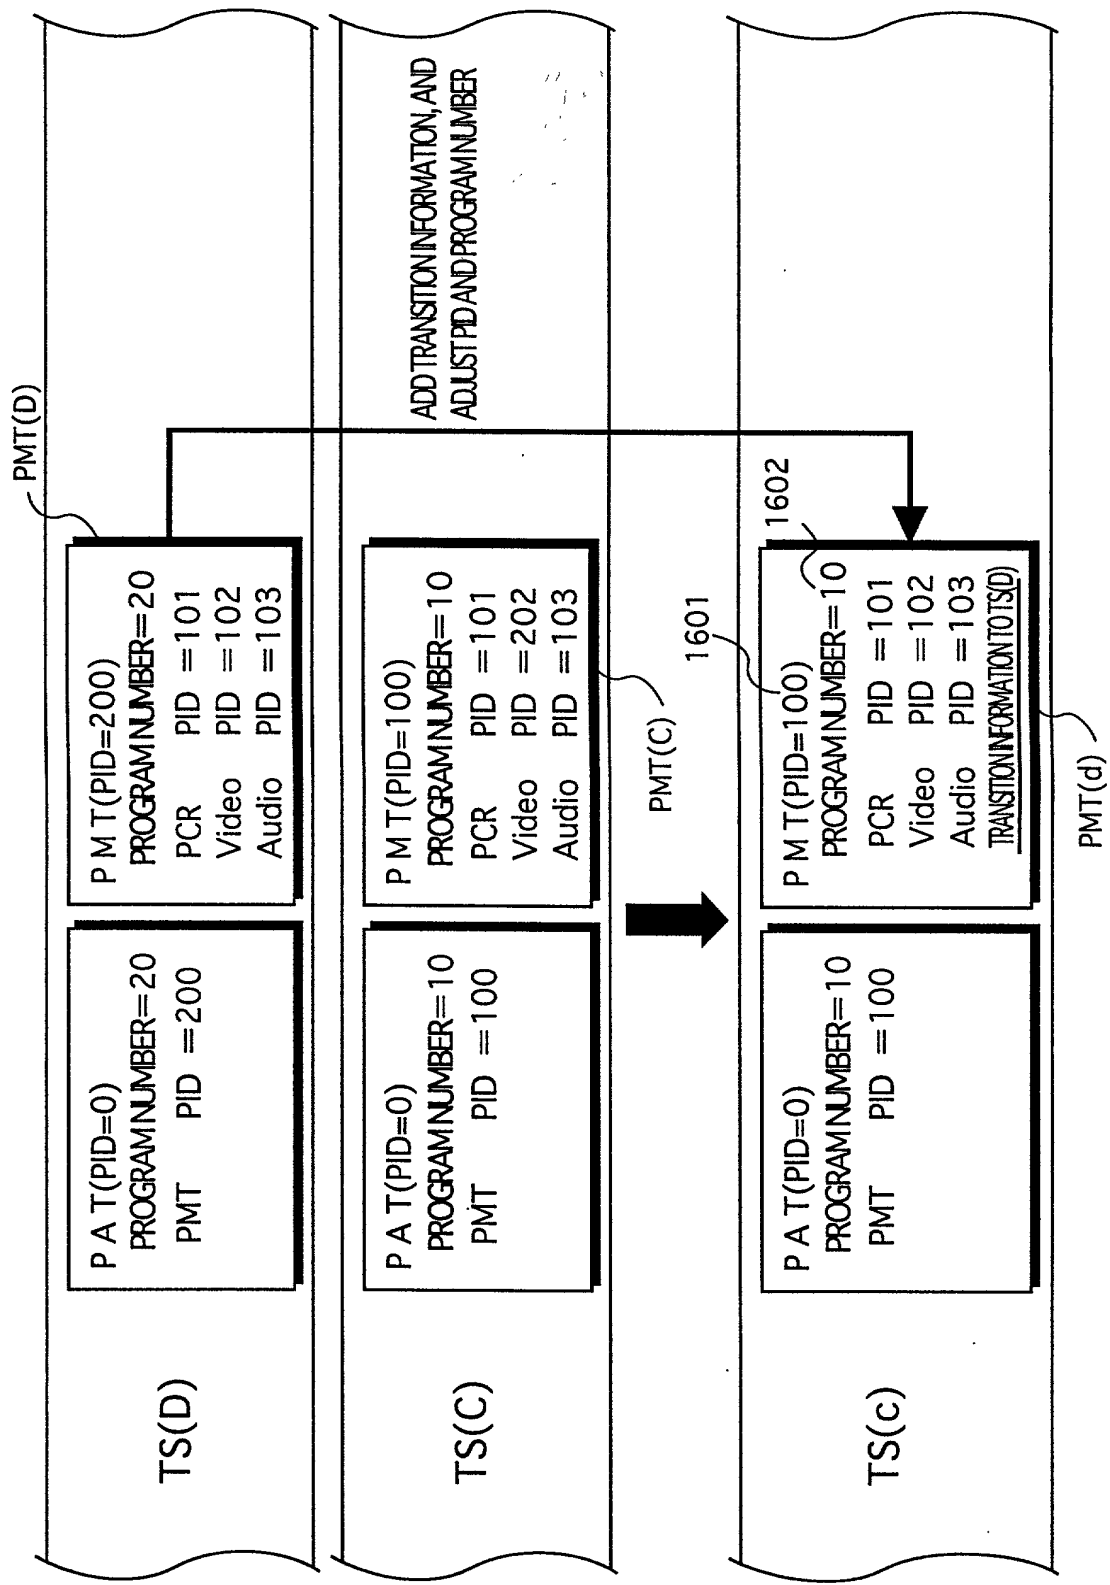 PMT(D)
TS(D)
P A T(PID=0)
PROGRAM NUMBER=20
PMT PID =200
P M T(PID=200)
PROGRAM NUMBER=20
PCR PID =101
Video PID =102
Audio PID =103
TS(C)
P A T(PID=0)
PROGRAM NUMBER=10
PMT PID =100
P M T(PID=100)
PROGRAM NUMBER=10
PCR PID =101
Video PID =202
Audio PID =103
PMT(C)
ADD TRANSITION INFORMATION, AND
ADJUST PID AND PROGRAM NUMBER
1601
1602
TS(c)
P A T(PID=0)
PROGRAM NUMBER=10
PMT PID =100
P M T(PID=100)
PROGRAM NUMBER=10
PCR PID =101
Video PID =102
Audio PID =103
TRANSITION INFORMATION TO TS(D)
PMT(d)